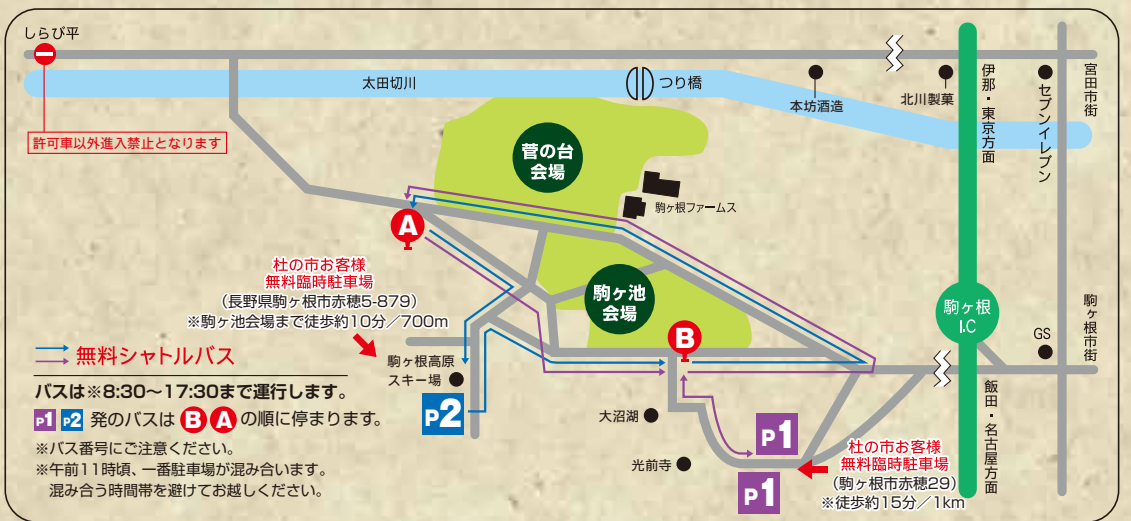 しらび平
許可車以外進入禁止となります
太田切川
つり橋
本坊酒造
北川製菓
伊那・東京方面
セブンイレブン
宮田市街
菅の台
会場
駒ヶ根ファームス
A
杜の市お客様
無料臨時駐車場
(長野県駒ヶ根市赤穂5-879)
※駒ヶ池会場まで徒歩約10分/700m
駒ヶ池
会場
B
駒ヶ根
I.C
駒ヶ根市街
GS
無料シャトルバス
バスは※8:30〜17:30まで運行します。
P1 P2 発のバスは B A の順に停まります。
※バス番号にご注意ください。
※午前11時頃、一番駐車場が混み合います。
混み合う時間帯を避けてお越しください。
駒ヶ根高原
スキー場
P2
大沼湖
光前寺
P1
P1
杜の市お客様
無料臨時駐車場
(駒ヶ根市赤穂29)
※徒歩約15分/1km
飯田・名古屋方面